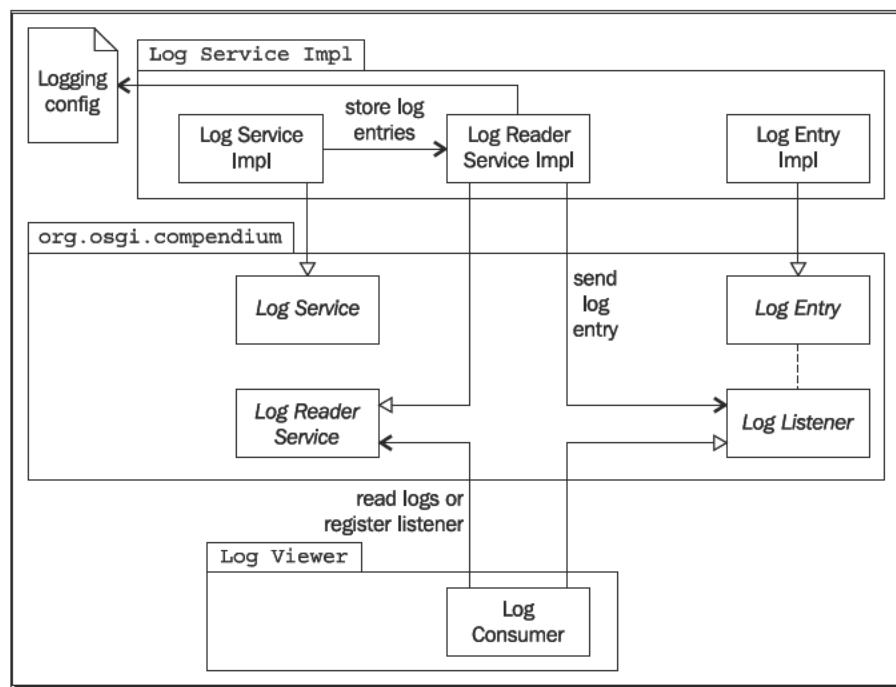 Logging
config
Log Service Impl
store log
entries
Log Service
Impl
Log Reader
Service Impl
Log Entry
Impl
org.osgi.compendium
Log Service
send
log
entry
Log Entry
Log Reader
Service
Log Listener
read logs or
register listener
Log Viewer
Log
Consumer